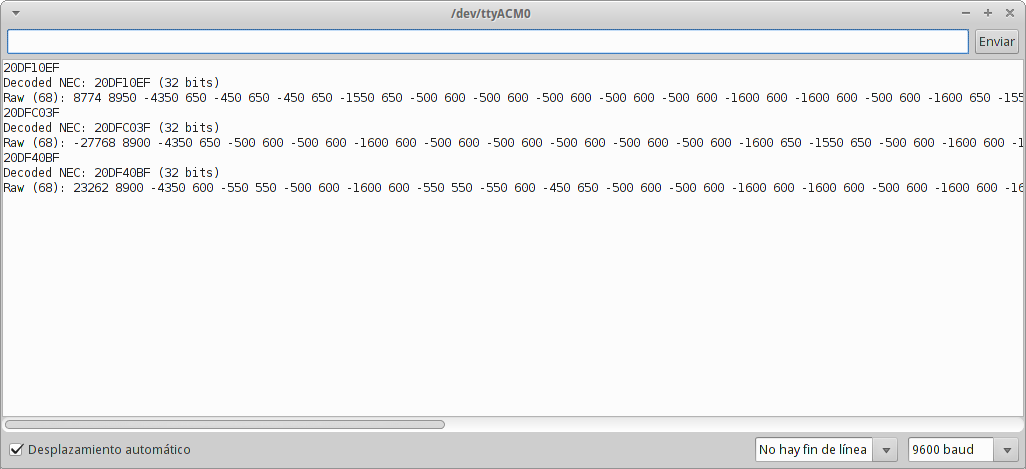 /dev/ttyACM0
Enviar
20DF10EF
Decoded NEC: 20DF10EF (32 bits)
Raw (68): 8774 8950 -4350 650 -450 650 -450 650 -1550 650 -500 600 -500 600 -500 600 -500 600 -500 600 -1600 600 -1600 600 -500 600 -1600 650 -155
20DFC03F
Decoded NEC: 20DFC03F (32 bits)
Raw (68): -27768 8900 -4350 650 -500 600 -500 600 -1600 600 -500 600 -500 600 -500 600 -500 600 -1600 650 -1550 650 -500 600 -1600 600 -1
20DF40BF
Decoded NEC: 20DF40BF (32 bits)
Raw (68): 23262 8900 -4350 600 -550 550 -500 600 -1600 600 -550 550 -550 600 -450 650 -500 600 -500 600 -1600 600 -1600 600 -500 600 -1600 600 -16
Desplazamiento automático
No hay fin de línea
9600 baud